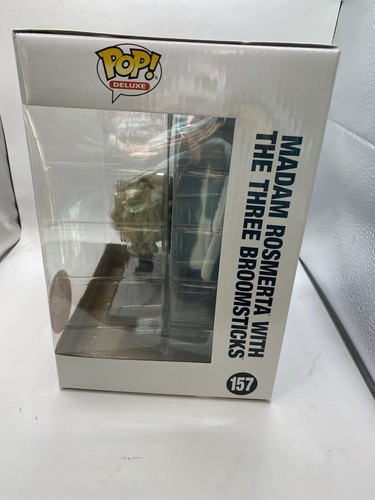 POP!
DELUXE
MADAM ROSMERTA WITH
THE THREE BROOMSTICKS
157